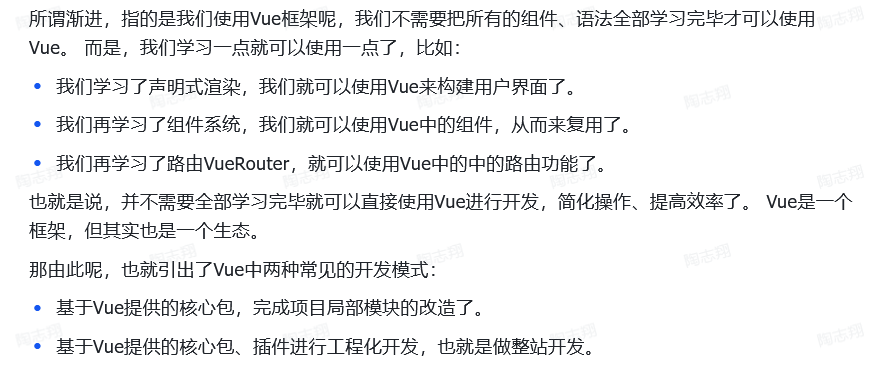 所谓渐进，指的是我们使用Vue框架呢，我们不需要把所有的组件、语法全部学习完毕才可以使用
Vue。 而是，我们学习一点就可以使用一点了，比如：
我们学习了声明式渲染，我们就可以使用Vue来构建用户界面了。
我们再学习了组件系统，我们就可以使用Vue中的组件，从而来复用了。
我们再学习了路由VueRouter，就可以使用Vue中的中的路由功能了。
也就是说，并不需要全部学习完毕就可以直接使用Vue进行开发，简化操作、提高效率了。 Vue是一个
框架，但其实也是一个生态。
那由此呢，也就引出了Vue中两种常见的开发模式：
基于Vue提供的核心包，完成项目局部模块的改造了。
基于Vue提供的核心包、插件进行工程化开发，也就是做整站开发。
陶志翔